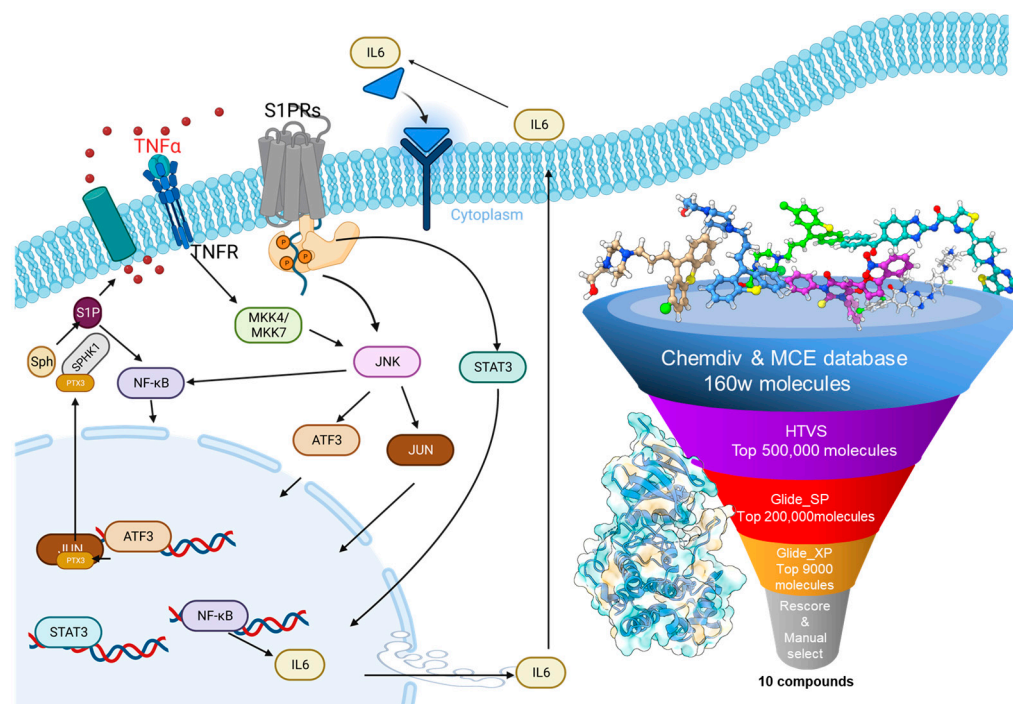 IL6
S1PRs
IL6
TNFα
Cytoplasm
TNFR
S1P
MKK4/
MKK7
Sph
SPHK1
PTX3
NF-κB
JNK
STAT3
ATF3
JUN
P
P
P
JUN
PTX3
ATF3
STAT3
NF-κB
IL6
IL6
Chemdiv & MCE database
160w molecules
HTVS
Top 500,000 molecules
Glide_SP
Top 200,000molecules
Glide_XP
Top 9000
molecules
Rescore
&
Manual
select
10 compounds